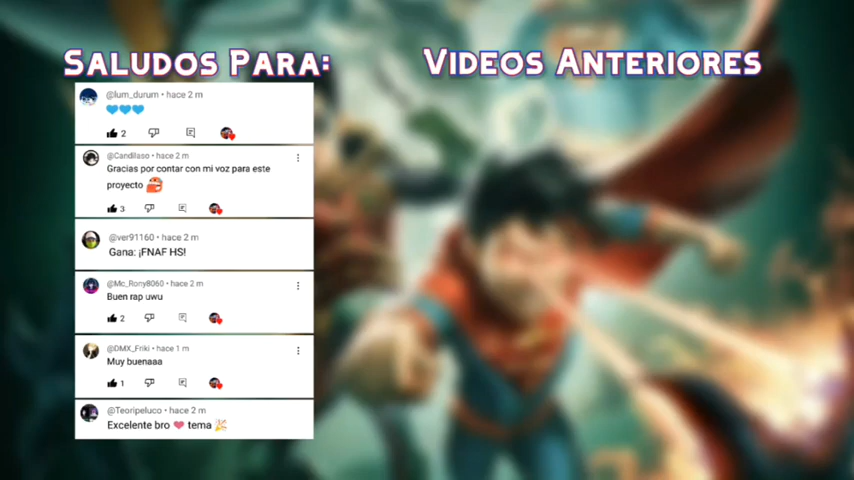 SALUDOS PARA:
VIDEOS ANTERIORES
@lum_durum • hace 2 m
💙💙💙
2
@Candilaso • hace 2 m
Gracias por contar con mi voz para este
proyecto
3
@ver91160 • hace 2 m
Gana: ¡FNAF HS!
@Mc_Rony8060 • hace 2 m
Buen rap uwu
2
@DMX_Friki • hace 1 m
Muy buenaaa
1
@Teoripeluco • hace 2 m
Excelente bro ❤ tema 🎉